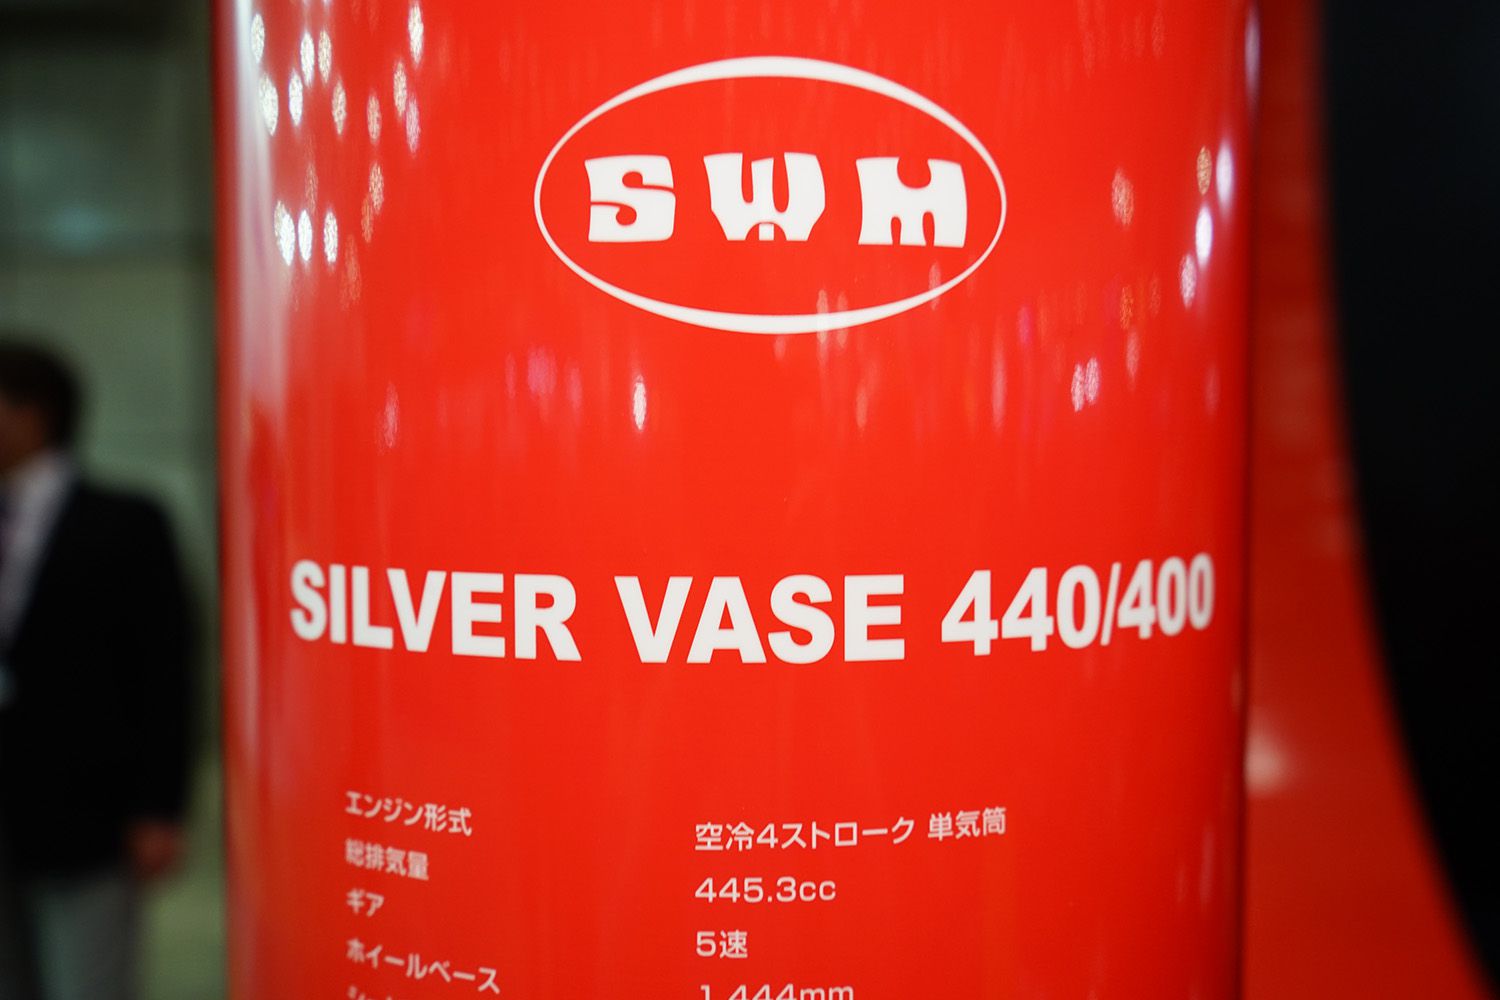 SWM
SILVER VASE 440/400
エンジン形式 空冷4ストローク 単気筒
総排気量 445.3cc
ギア 5速
ホイールベース 1,444mm